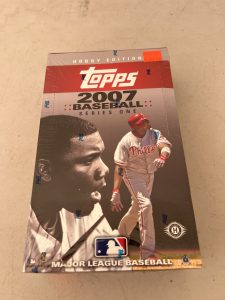 HOBBY EDITION
Topps
2007
BASEBALL
SERIES ONE
Phillies
H
MAJOR LEAGUE BASEBALL